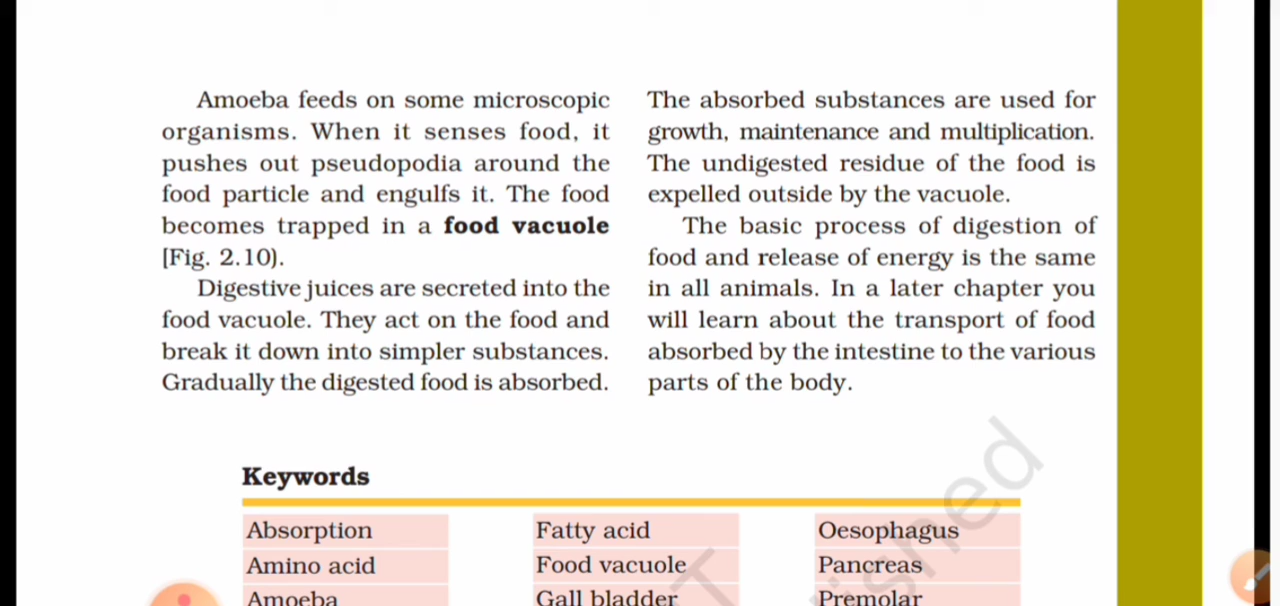 Amoeba feeds on some microscopic
organisms. When it senses food, it
pushes out pseudopodia around the
food particle and engulfs it. The food
becomes trapped in a food vacuole
[Fig. 2.10).
Digestive juices are secreted into the
food vacuole. They act on the food and
break it down into simpler substances.
Gradually the digested food is absorbed.
The absorbed substances are used for
growth, maintenance and multiplication.
The undigested residue of the food is
expelled outside by the vacuole.
The basic process of digestion of
food and release of energy is the same
in all animals. In a later chapter you
will learn about the transport of food
absorbed by the intestine to the various
parts of the body.
Keywords
Absorption
Amino acid
Amoeba
Fatty acid
Food vacuole
Gall bladder
Oesophagus
Pancreas
Premolar